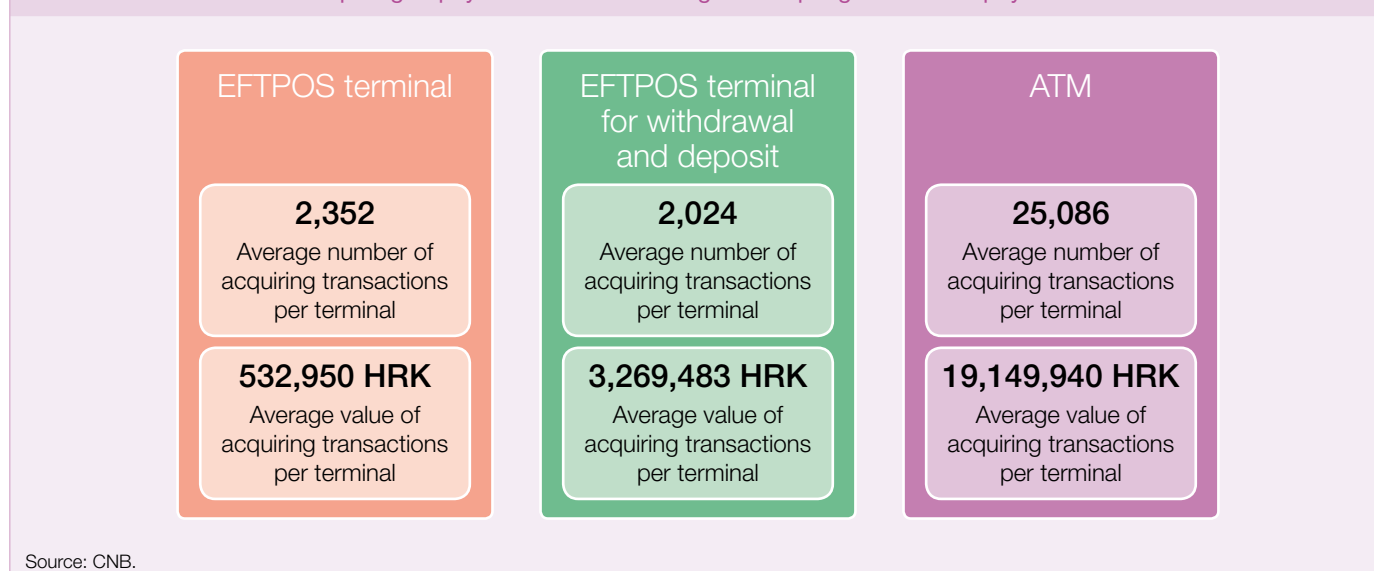 EFTPOS terminal
2,352
Average number of
acquiring transactions
per terminal
532,950 HRK
Average value of
acquiring transactions
per terminal
EFTPOS terminal
for withdrawal
and deposit
2,024
Average number of
acquiring transactions
per terminal
3,269,483 HRK
Average value of
acquiring transactions
per terminal
ATM
25,086
Average number of
acquiring transactions
per terminal
19,149,940 HRK
Average value of
acquiring transactions
per terminal
Source: CNB.